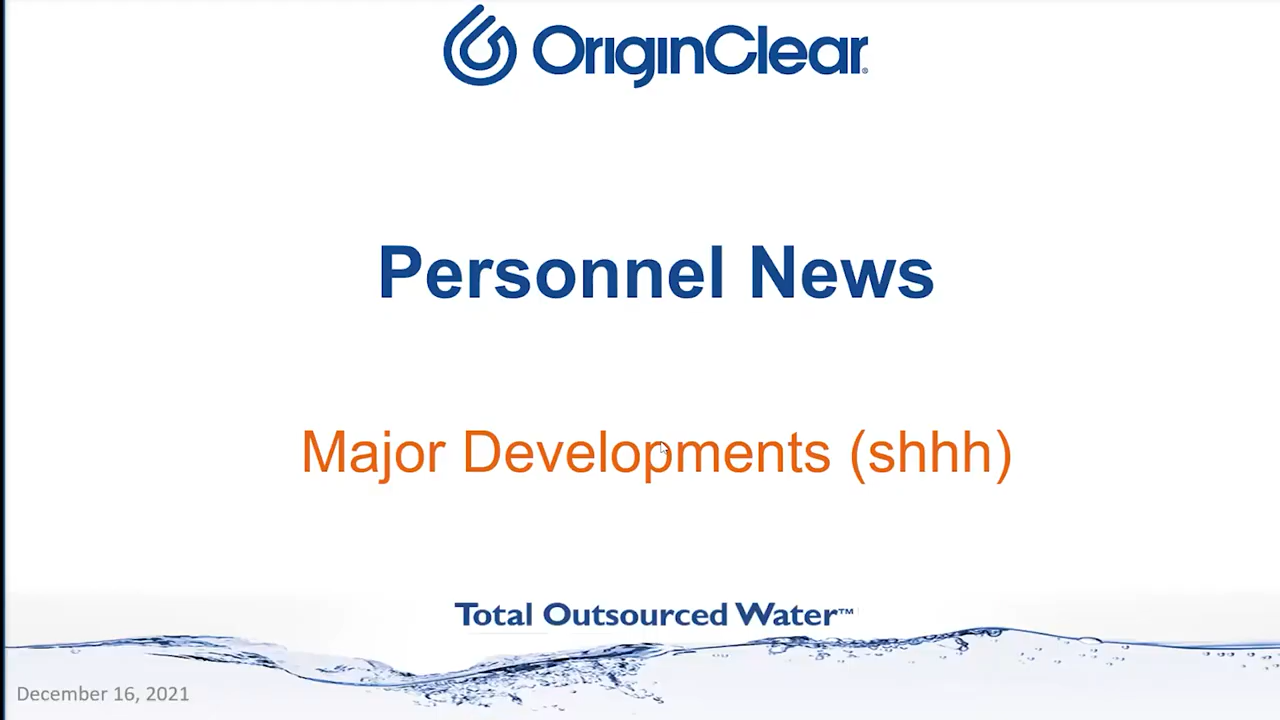 OriginClear®
Personnel News
Major Developments (shhh)
Total Outsourced Water™
December 16, 2021